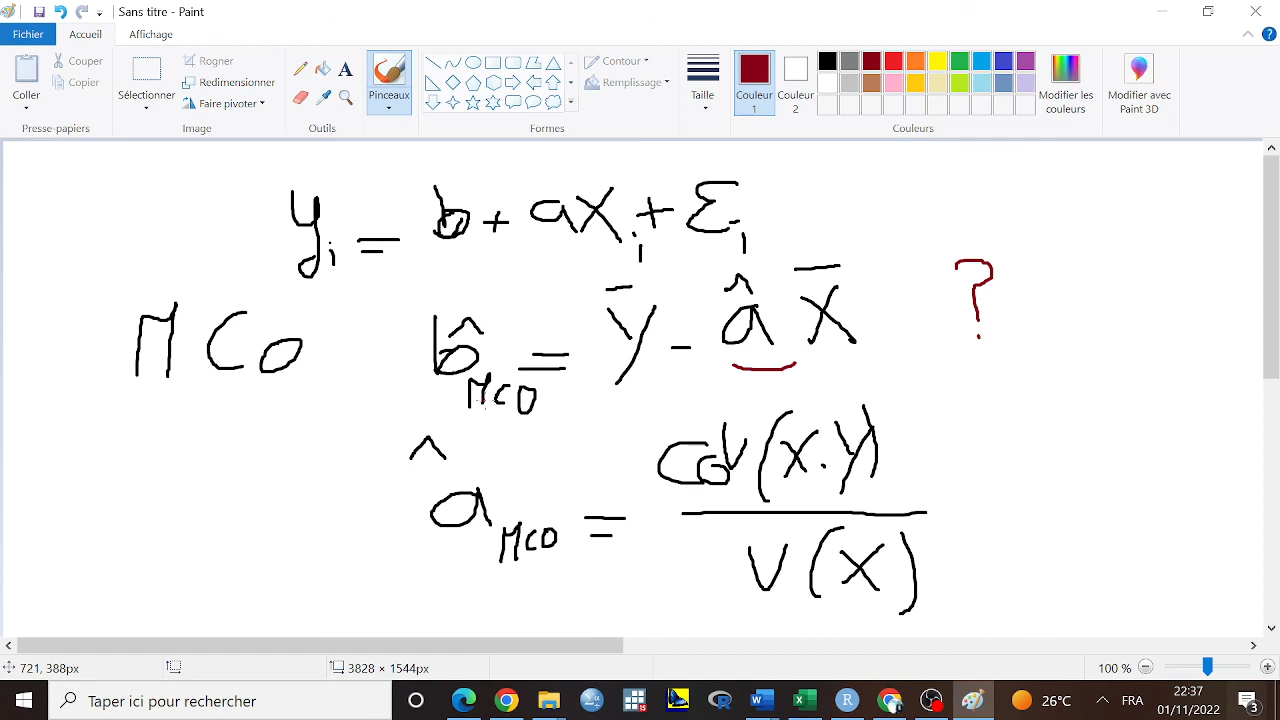 Sans titre - Paint
Fichier Accueil Affichage
Coller
Couper
Copier
Presse-papiers
Sélectionner
Rogner
Redimensionner
Faire pivoter
Image
Outils
Pinceaux
Contour
Remplissage
Formes
Taille
Couleur 1
Couleur 2
Couleurs
Modifier les couleurs
Modifier avec Paint 3D
yi = b + axi + Σi
MCO b̂MCO = ȳ - â x̄ ?
âMCO = Cov(x.y) / V(x)
721, 388px 3828 × 1544px 100 %
Taper ici pour rechercher
26°C FRA 22:37 01/11/2022